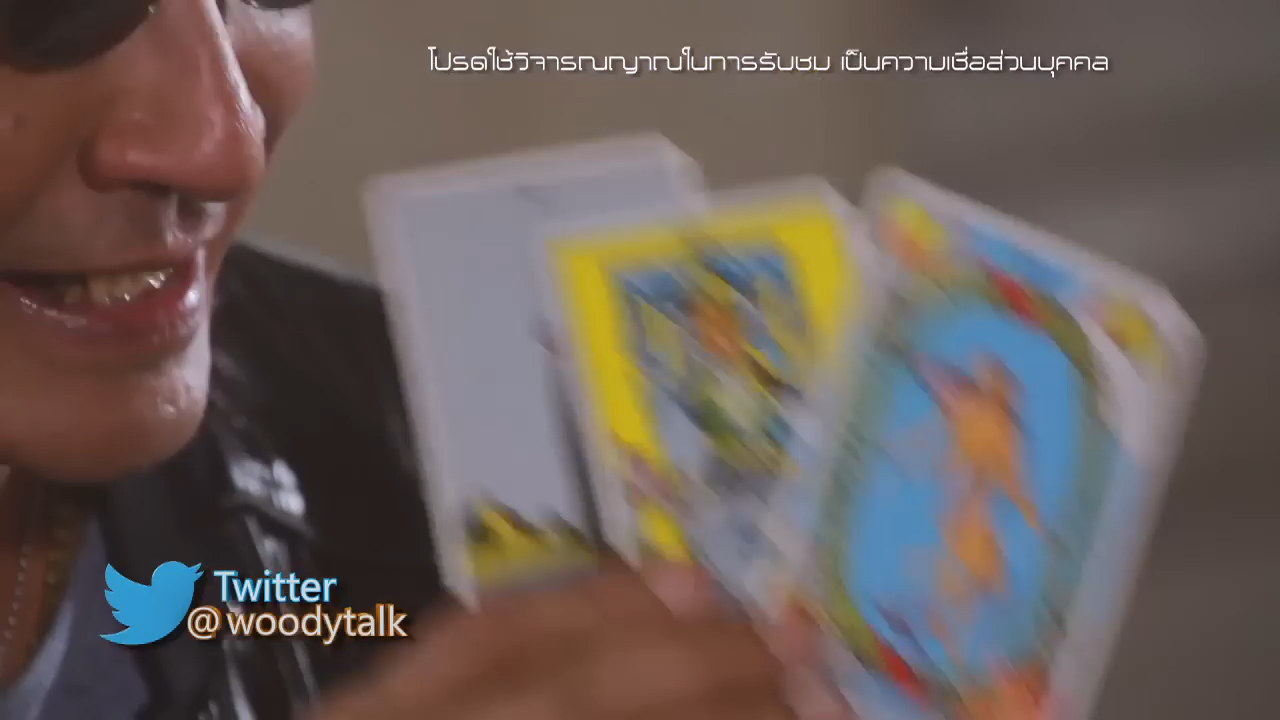 โปรดใช้วิจารณญาณในการรับชม เป็นความเชื่อส่วนบุคคล
Twitter
@woodytalk